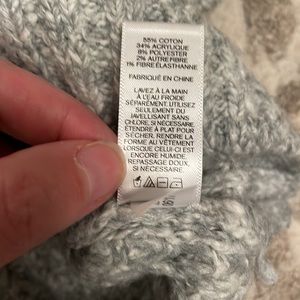 55% COTON
34% ACRYLIQUE
8% POLYESTER
2% AUTRE FIBRE
1% FIBRE ÉLASTHANNE
FABRIQUÉ EN CHINE
LAVEZ À LA MAIN
À L'EAU FROIDE
SÉPARÉMENT. UTILISEZ
SEULEMENT DU
JAVELLISANT SANS
CHLORE, SI NÉCESSAIRE.
ÉTENDRE À PLAT POUR
SÉCHER. RENDRE LA
FORME AU VÊTEMENT
LORSQUE CELUI-CI EST
ENCORE HUMIDE.
REPASSAGE DOUX,
SI NÉCESSAIRE.